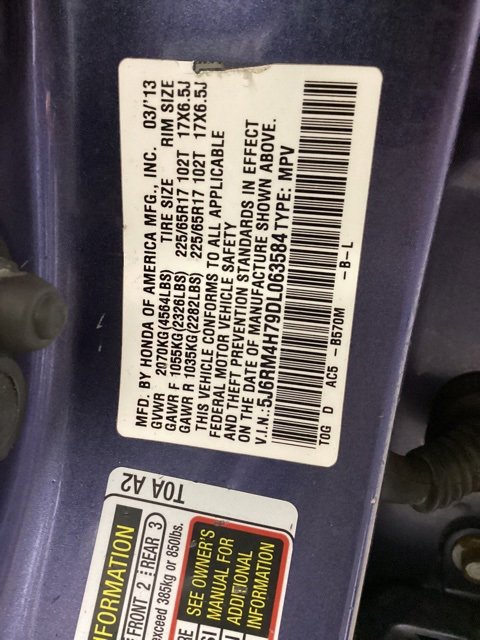 MFD. BY HONDA OF AMERICA MFG., INC. 03/'13
GVWR 2070KG(4564LBS) TIRE SIZE RIM SIZE
GAWR F 1055KG(2326LBS) 225/65R17 102T 17X6.5J
GAWR R 1035KG(2282LBS) 225/65R17 102T 17X6.5J
THIS VEHICLE CONFORMS TO ALL APPLICABLE
FEDERAL MOTOR VEHICLE SAFETY
AND THEFT PREVENTION STANDARDS IN EFFECT
ON THE DATE OF MANUFACTURE SHOWN ABOVE.
V.I.N.: 5J6RM4H79DL063584 TYPE: MPV
TOG D AC5 -B570M -B-L
TOA A2
INFORMATION
FRONT 2 REAR 3
exceed 385kg or 850lbs.
SEE OWNER'S
MANUAL FOR
ADDITIONAL
INFORMATION